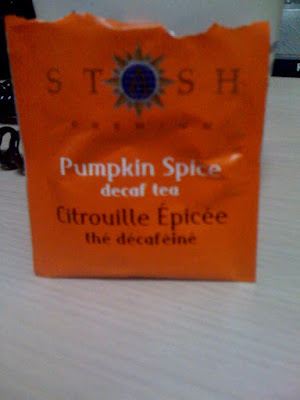 STASH
PREMIUM
Pumpkin Spice
decaf tea
Citrouille Épicée
thé décaféiné